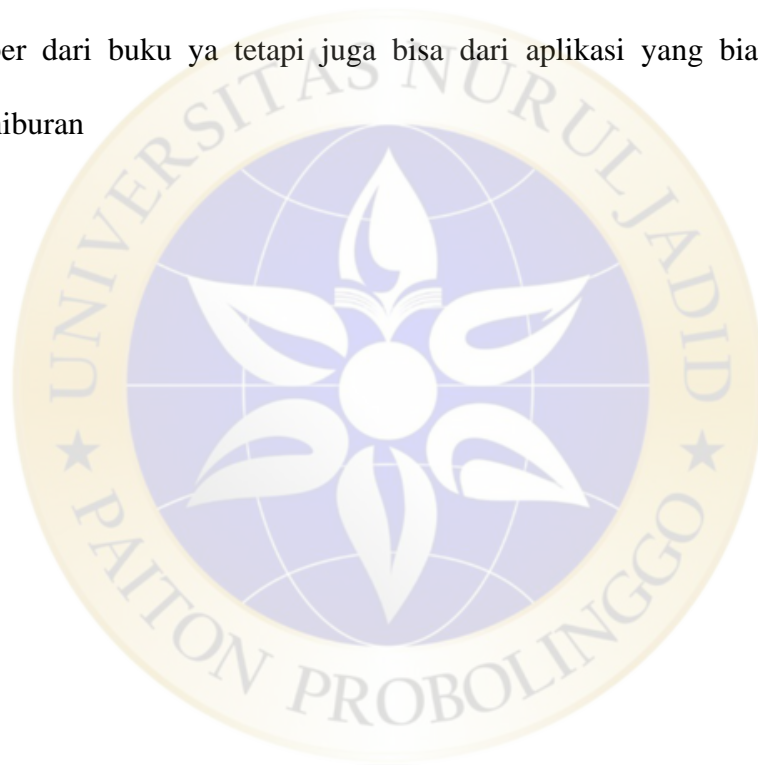 er dari buku ya tetapi juga bisa dari aplikasi yang bia
iburan
UNIVERSITAS NURUL JADID
★ PAITON PROBOLINGGO ★